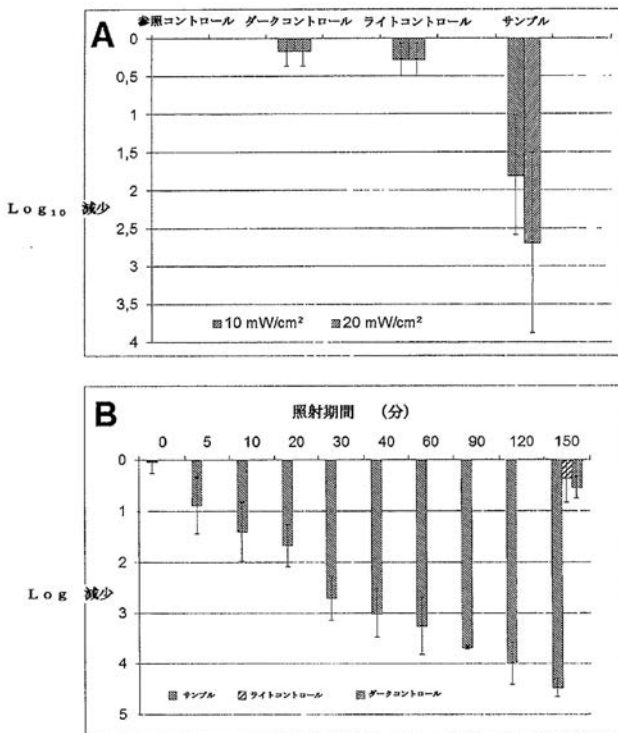 A
参照コントロール ダークコントロール ライトコントロール サンプル
0
0,5
1
1,5
2
2,5
3
3,5
4
Log₁₀ 減少
10 mW/cm² 20 mW/cm²
B
照射期間 (分)
0 5 10 20 30 40 60 90 120 150
0
1
2
3
4
5
Log 減少
サンプル ライトコントロール ダークコントロール